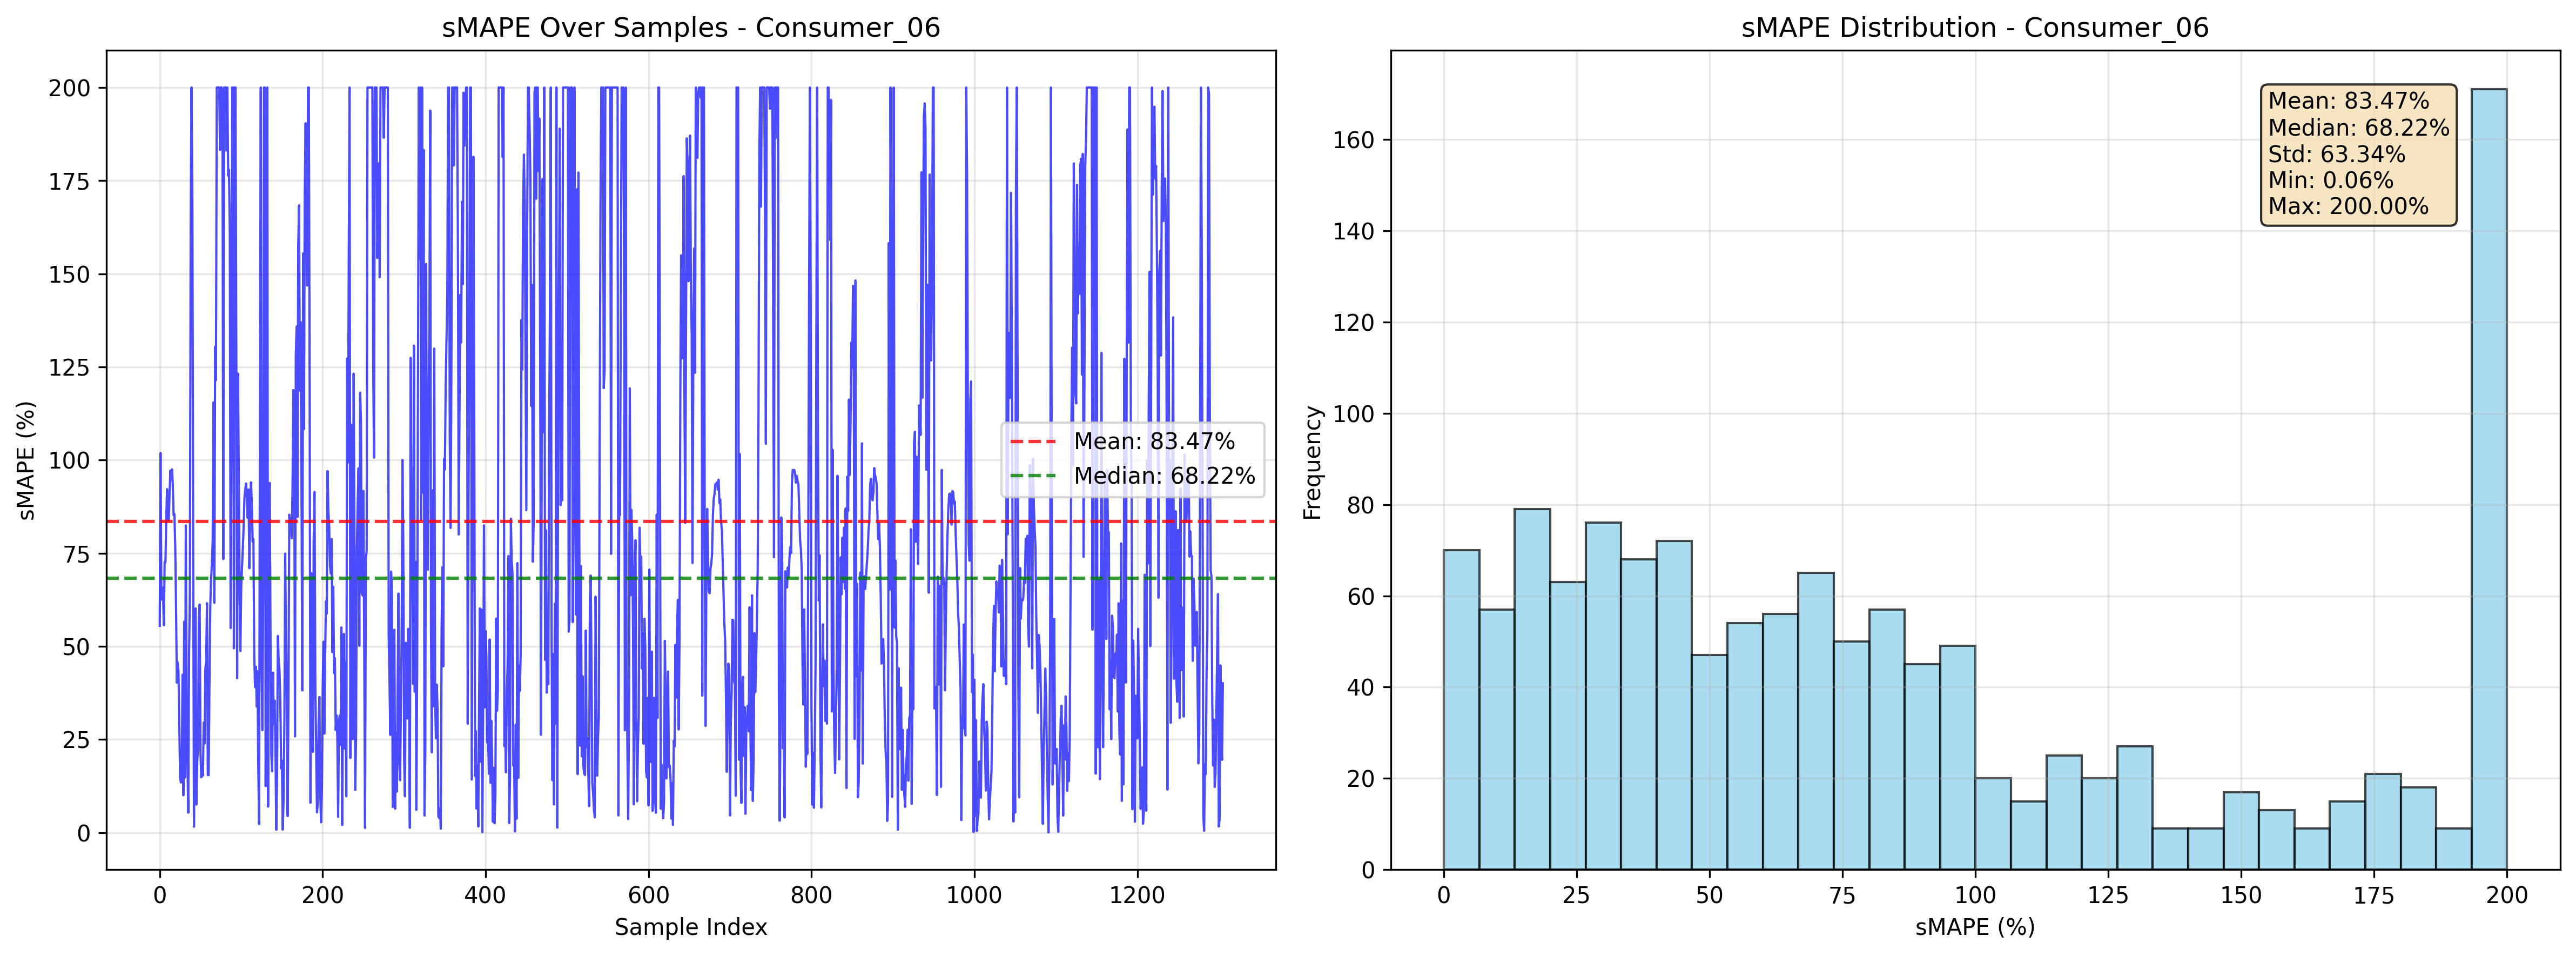 sMAPE Over Samples - Consumer_06
sMAPE (%)
200
175
150
125
100
75
50
25
0
Mean: 83.47%
Median: 68.22%
0 200 400 600 800 1000 1200
Sample Index
sMAPE Distribution - Consumer_06
Frequency
160
140
120
100
80
60
40
20
0
Mean: 83.47%
Median: 68.22%
Std: 63.34%
Min: 0.06%
Max: 200.00%
0 25 50 75 100 125 150 175 200
sMAPE (%)